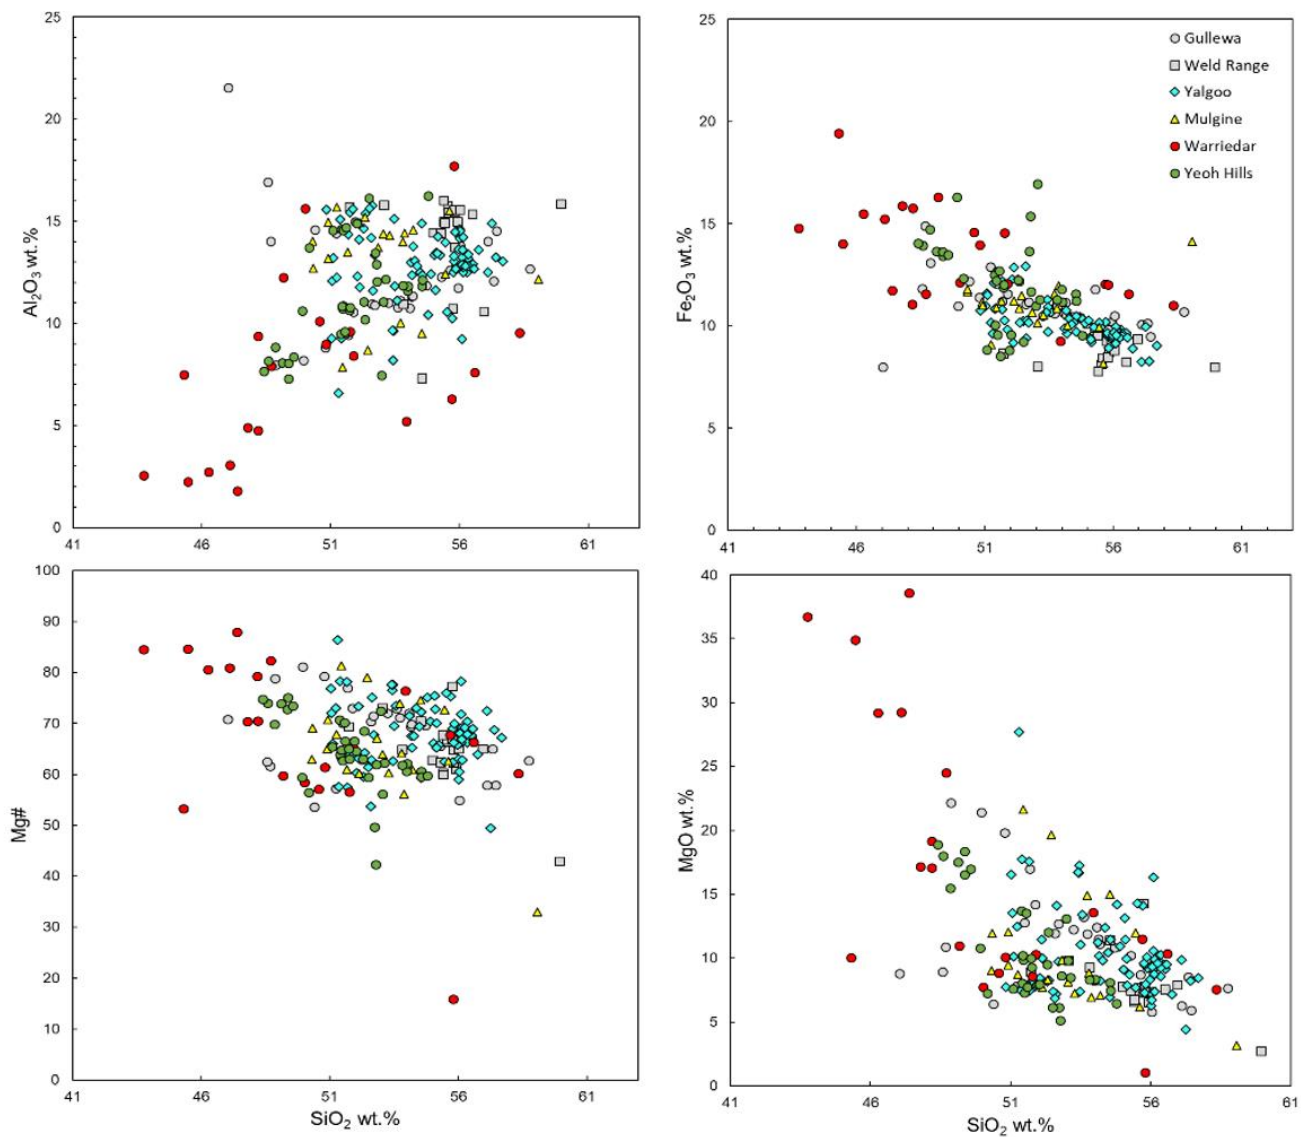 25
20
15
10
5
0
41 46 51 56 61
Al₂O₃ wt.%
25
20
15
10
5
0
41 46 51 56 61
Fe₂O₃ wt.%
Gullewa
Weld Range
Yalgoo
Mulgine
Warriedar
Yeoh Hills
100
90
80
70
60
50
40
30
20
10
0
41 46 51 56 61
Mg#
SiO₂ wt.%
40
35
30
25
20
15
10
5
0
41 46 51 56 61
MgO wt.%
SiO₂ wt.%